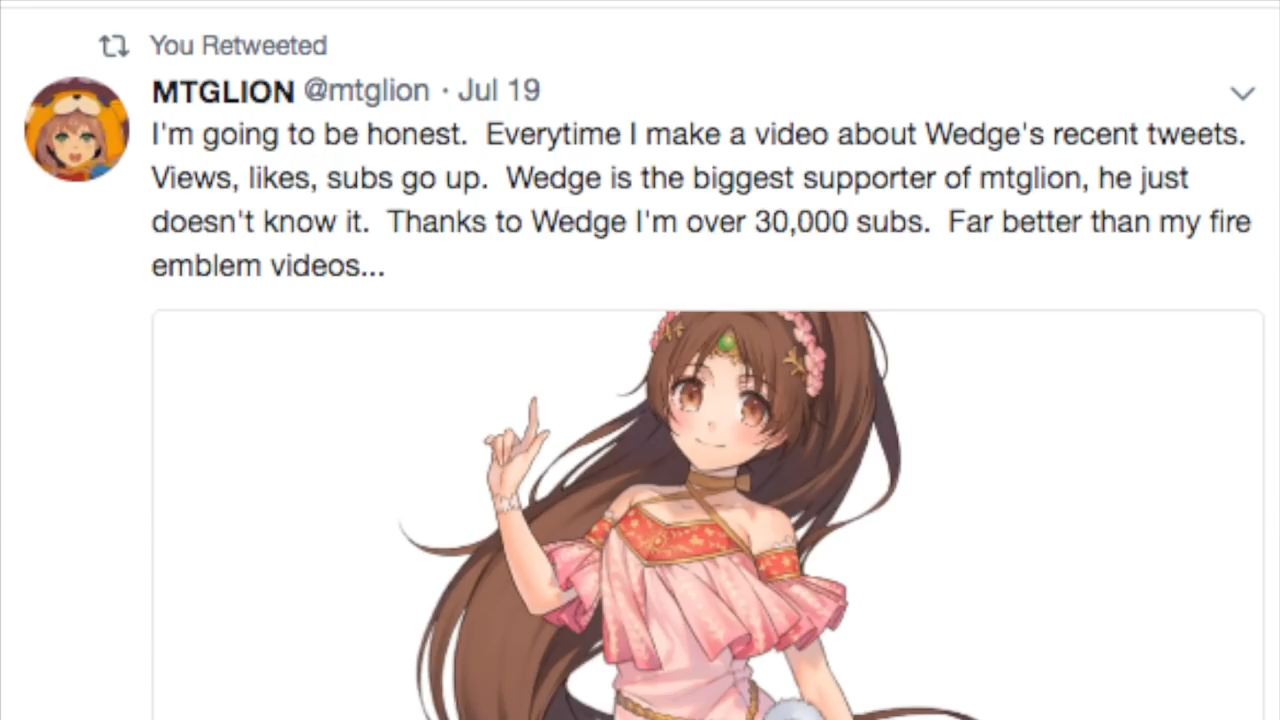 You Retweeted
MTGLION @mtglion · Jul 19
I'm going to be honest.  Everytime I make a video about Wedge's recent tweets.
Views, likes, subs go up.  Wedge is the biggest supporter of mtglion, he just
doesn't know it.  Thanks to Wedge I'm over 30,000 subs.  Far better than my fire
emblem videos...